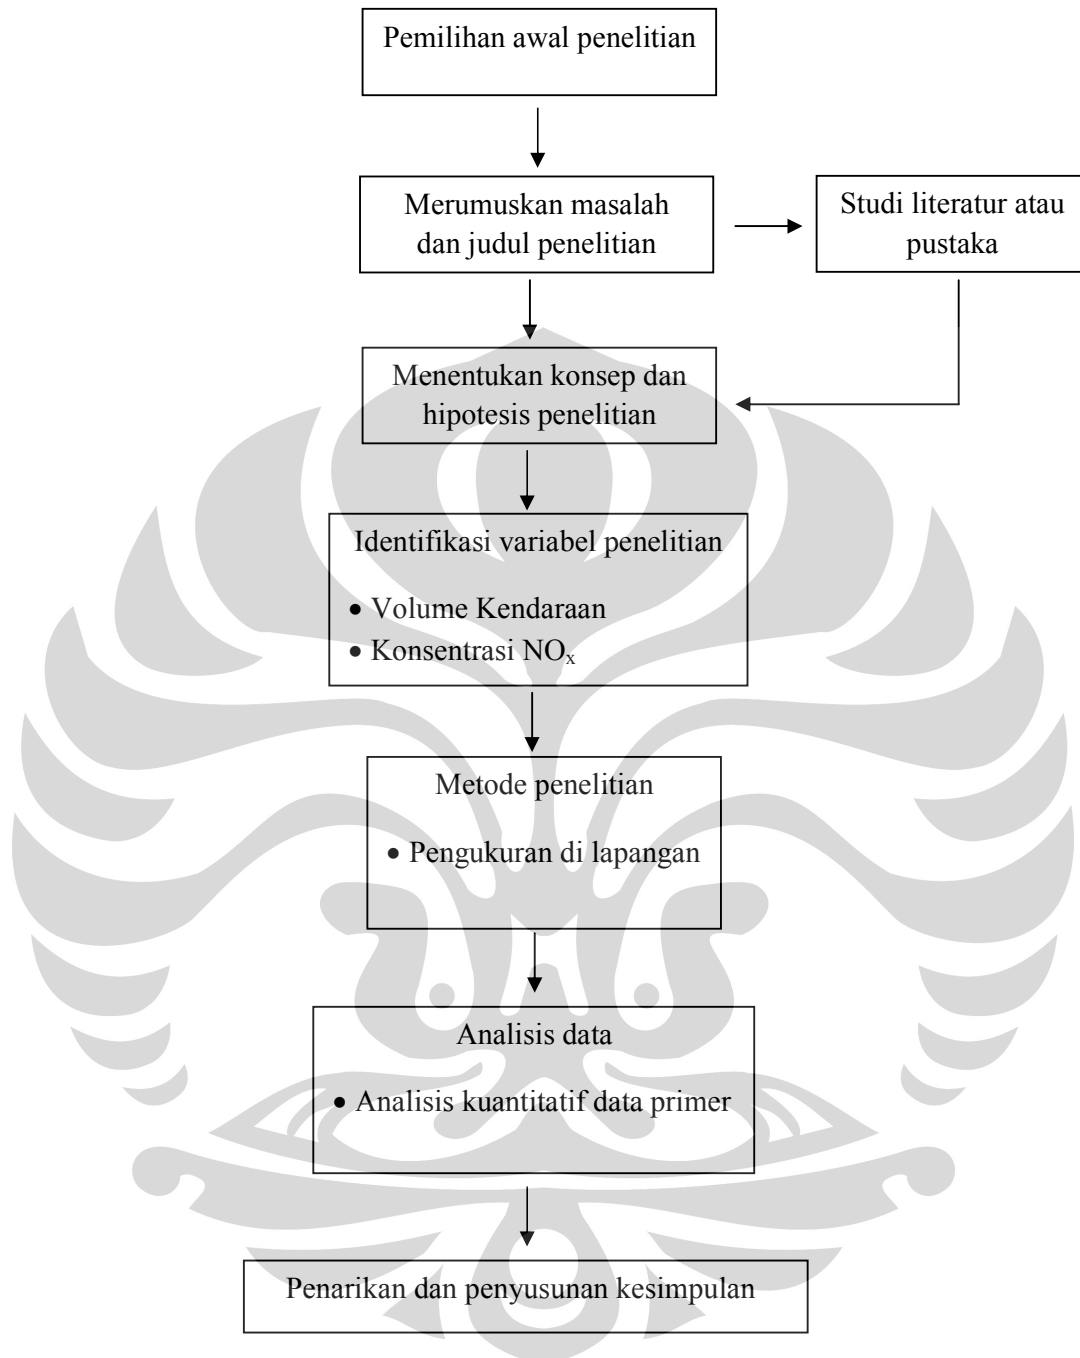 Pemilihan awal penelitian
Merumuskan masalah
dan judul penelitian
Studi literatur atau
pustaka
Menentukan konsep dan
hipotesis penelitian
Identifikasi variabel penelitian
• Volume Kendaraan
• Konsentrasi NOₓ
Metode penelitian
• Pengukuran di lapangan
Analisis data
• Analisis kuantitatif data primer
Penarikan dan penyusunan kesimpulan